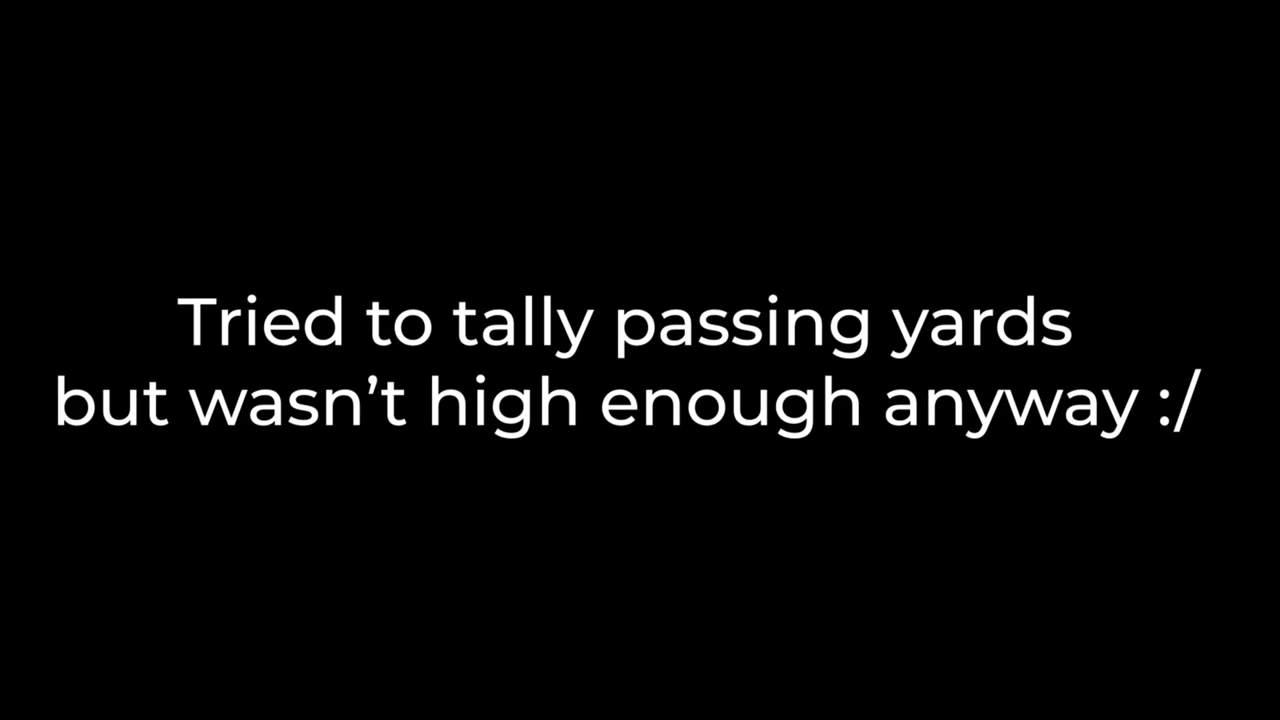 Tried to tally passing yards
but wasn’t high enough anyway :/